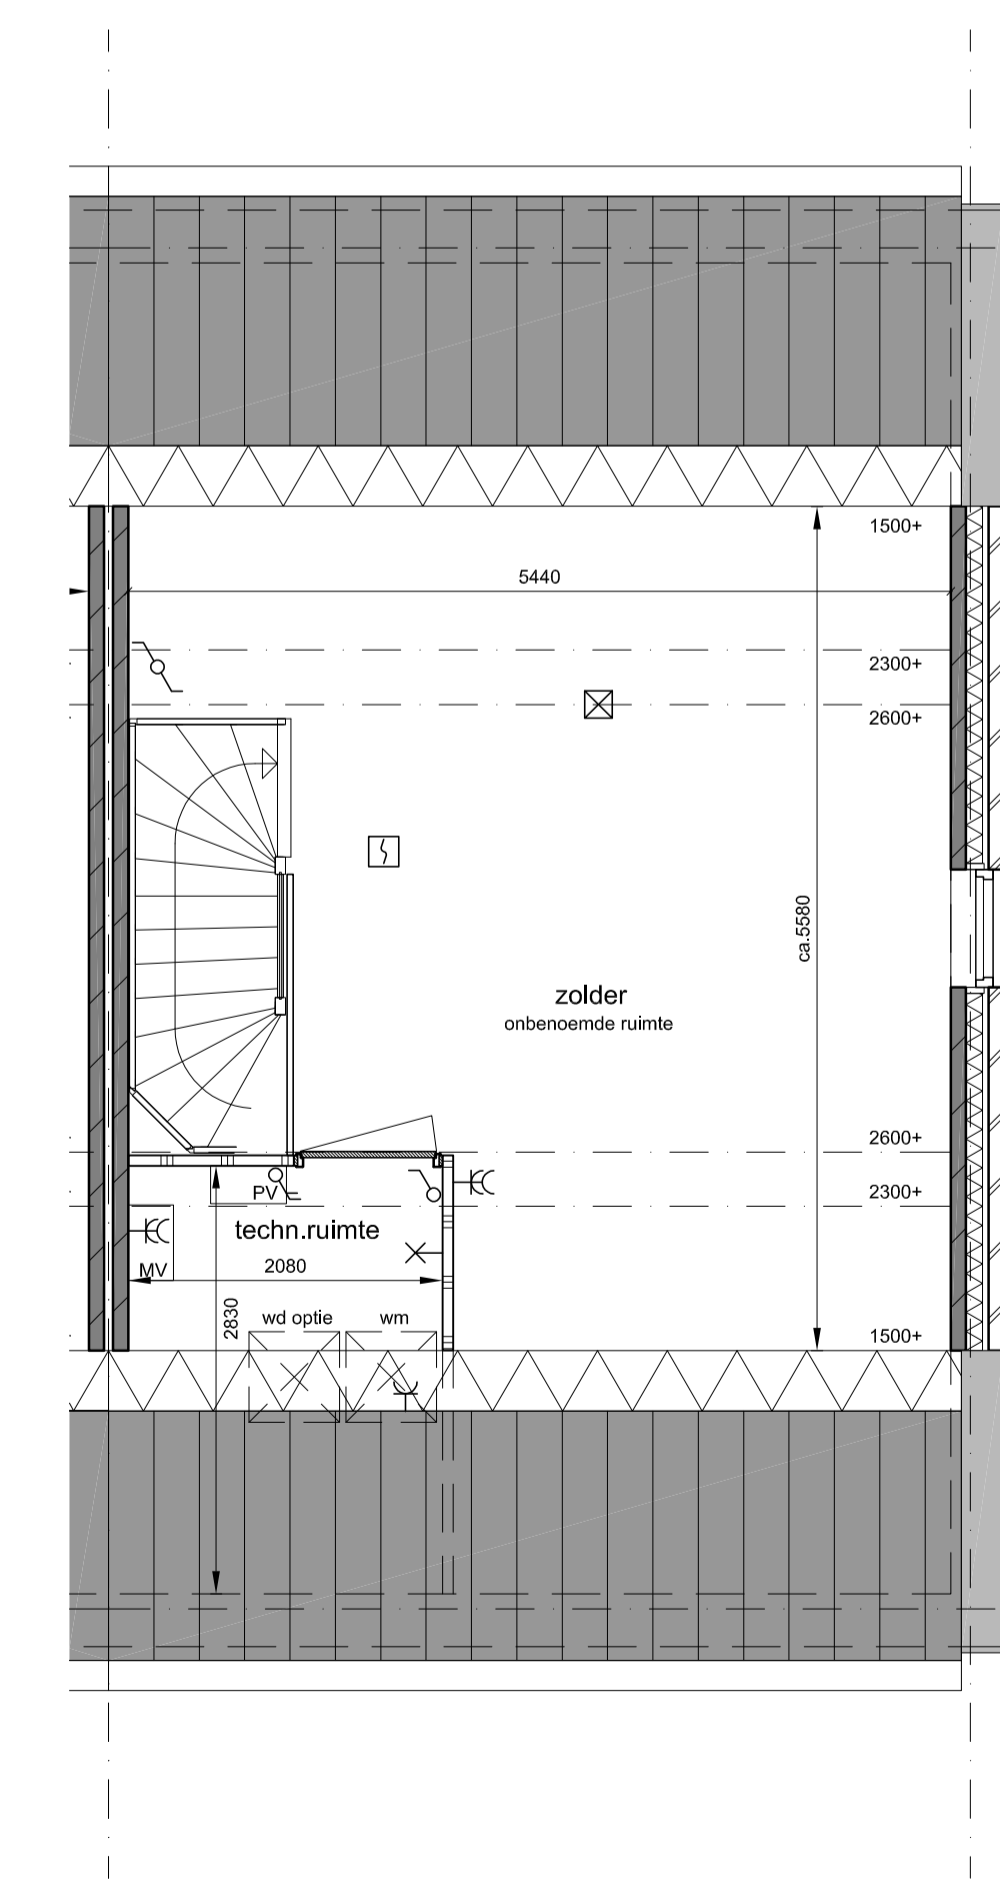 1500+
5440
2300+
2600+
ca.5580
zolder
onbenoemde ruimte
2600+
PV
2300+
techn.ruimte
MV
2080
2830
wd optie
wm
1500+